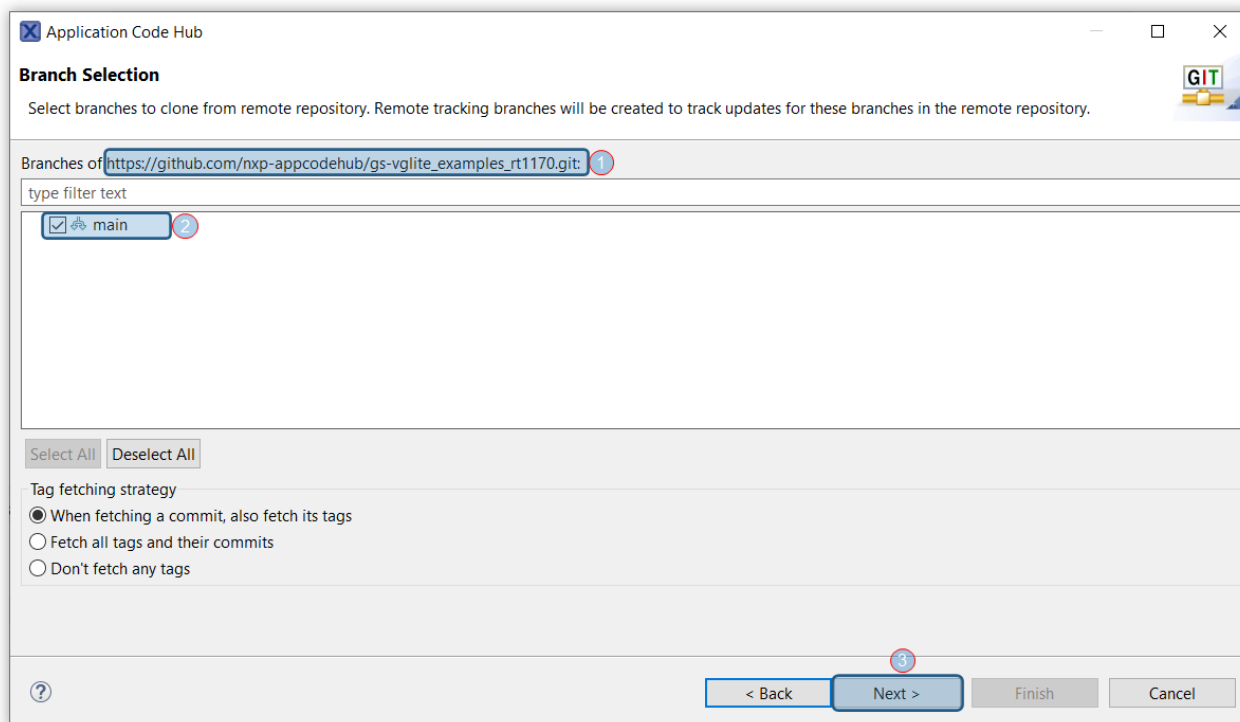 Application Code Hub
Branch Selection
GIT
Select branches to clone from remote repository. Remote tracking branches will be created to track updates for these branches in the remote repository.
Branches of https://github.com/nxp-appcodehub/gs-vglite_examples_rt1170.git: 1
type filter text
main 2
Select All Deselect All
Tag fetching strategy
When fetching a commit, also fetch its tags
Fetch all tags and their commits
Don't fetch any tags
3
? < Back Next > Finish Cancel